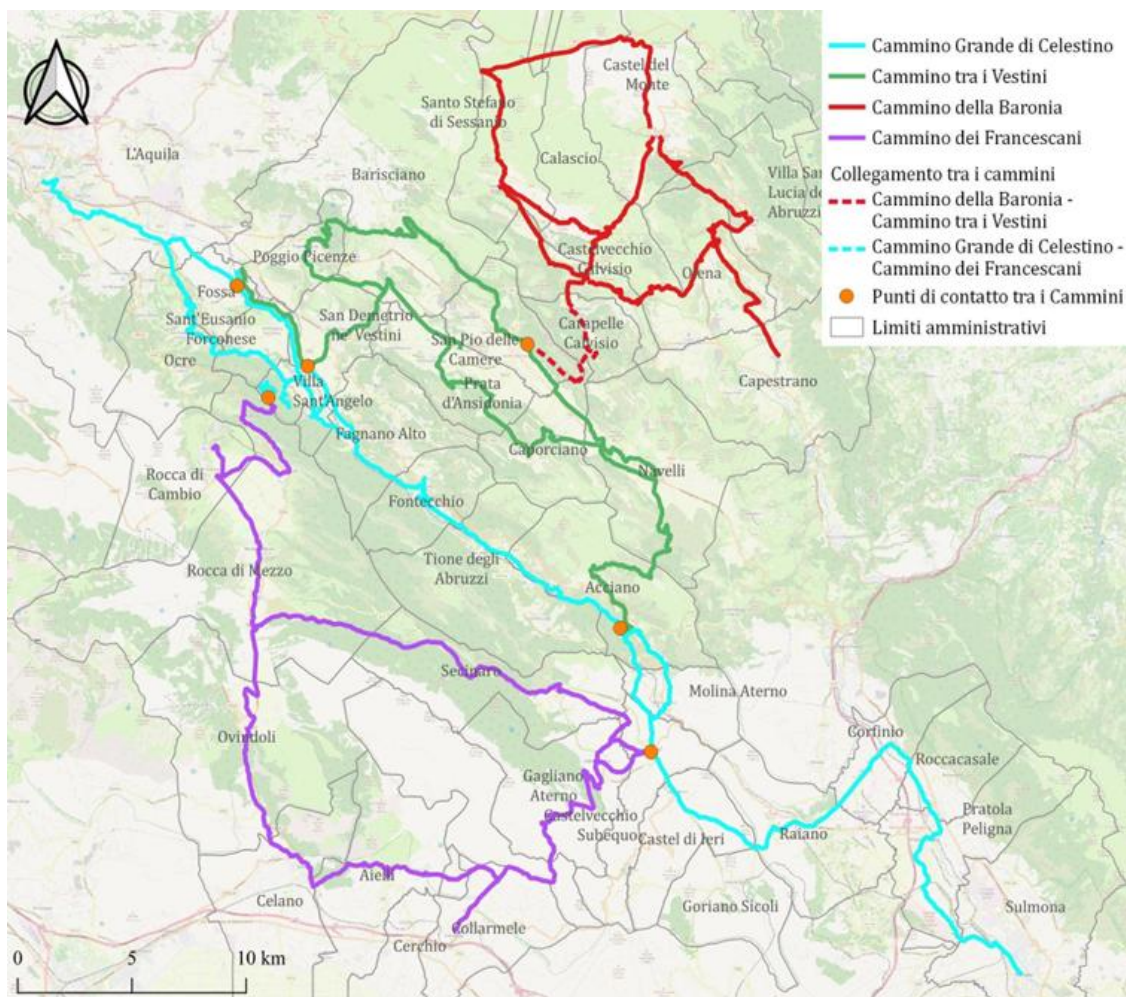 Cammino Grande di Celestino
Cammino tra i Vestini
Cammino della Baronia
Cammino dei Francescani
Collegamento tra i cammini
Cammino della Baronia -
Cammino tra i Vestini
Cammino Grande di Celestino -
Cammino dei Francescani
Punti di contatto tra i Cammini
Limiti amministrativi
Castel del
Monte
Santo Stefano
di Sessanio
L'Aquila
Calascio
Barisciano
Villa San
Lucia de
Abruzzi
Poggio Picenze
Castelvecchio
Calvisio
Ofena
Fossa
Sant'Eusanio
Forconese
San Demetrio
ne' Vestini
Carapelle
Calvisio
San Pio delle
Camere
Ocre
Capestrano
Villa
Sant'Angelo
Prata
d'Ansidonia
Fagnano Alto
Caporciano
Rocca di
Cambio
Navelli
Fontecchio
Tione degli
Abruzzi
Rocca di Mezzo
Acciano
Secinaro
Molina Aterno
Ovindoli
Corfinio
Roccacasale
Gagliano
Aterno
Pratola
Peligna
Castelvecchio
Subequo
Castel di Ieri
Raiano
Aielli
Celano
Goriano Sicoli
Sulmona
Collarmele
Cerchio
0 5 10 km